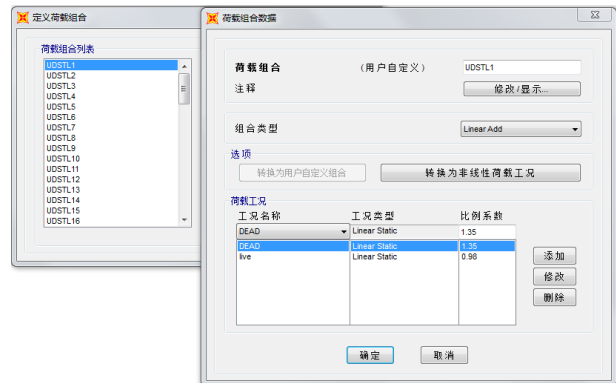 定义荷载组合
荷载组合列表
UDSTL1
UDSTL2
UDSTL3
UDSTL4
UDSTL5
UDSTL6
UDSTL7
UDSTL8
UDSTL9
UDSTL10
UDSTL11
UDSTL12
UDSTL13
UDSTL14
UDSTL15
UDSTL16
荷载组合数据
荷载组合 (用户自定义) UDSTL1
注释 修改/显示...
组合类型 Linear Add
选项
转换为用户自定义组合 转换为非线性荷载工况
荷载工况
工况名称 工况类型 比例系数
DEAD Linear Static 1.35
DEAD Linear Static 1.35
live Linear Static 0.98
添加
修改
删除
确定 取消